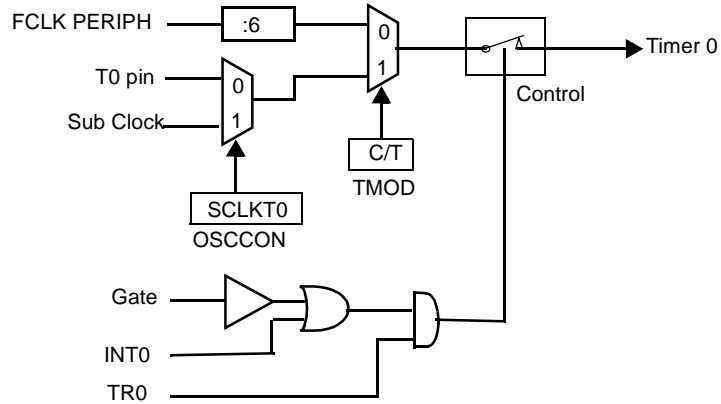 FCLK PERIPH
:6
0
1
Timer 0
T0 pin
0
Sub Clock
1
Control
C/T
TMOD
SCLKT0
OSCCON
Gate
INT0
TR0